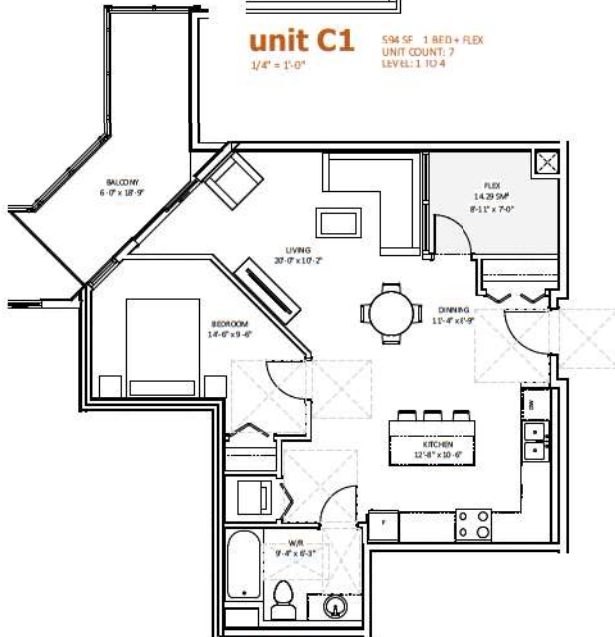 unit C1
1/4" = 1'-0"
594 SF 1 BED + FLEX
UNIT COUNT: 7
LEVEL: 1 TO 4
BALCONY
6'-0" x 18'-9"
FLEX
14.29 SM²
8'-11" x 7'-0"
LIVING
20'-0" x 10'-2"
DINNING
11'-4" x 8'-9"
BEDROOM
14'-6" x 9'-6"
DW
KITCHEN
12'-8" x 10'-6"
F
W/R
9'-4" x 6'-3"